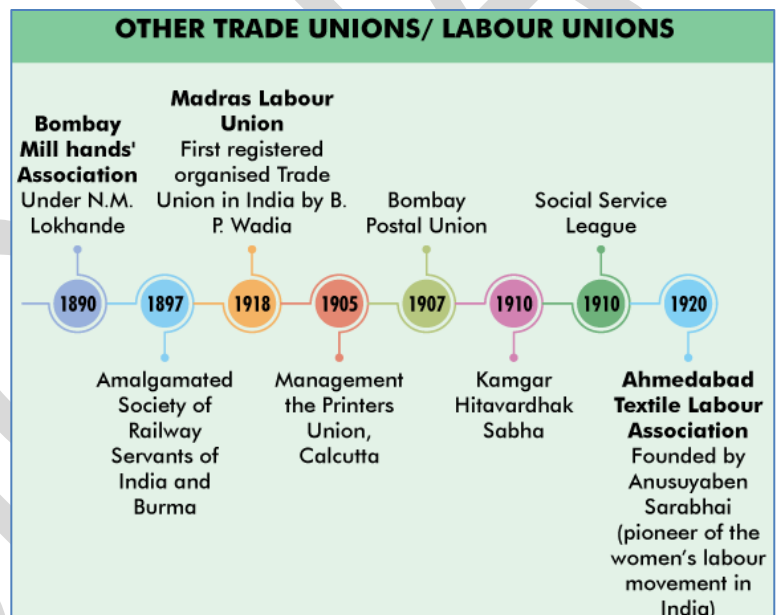 OTHER TRADE UNIONS/ LABOUR UNIONS
Bombay
Mill hands'
Association
Under N.M.
Lokhande
Madras Labour
Union
First registered
organised Trade
Union in India by B.
P. Wadia
Bombay
Postal Union
Social Service
League
1890
1897
1918
1905
1907
1910
1910
1920
Amalgamated
Society of
Railway
Servants of
India and
Burma
Management
the Printers
Union,
Calcutta
Kamgar
Hitavardhak
Sabha
Ahmedabad
Textile Labour
Association
Founded by
Anusuyaben
Sarabhai
(pioneer of the
women's labour
movement in
India)